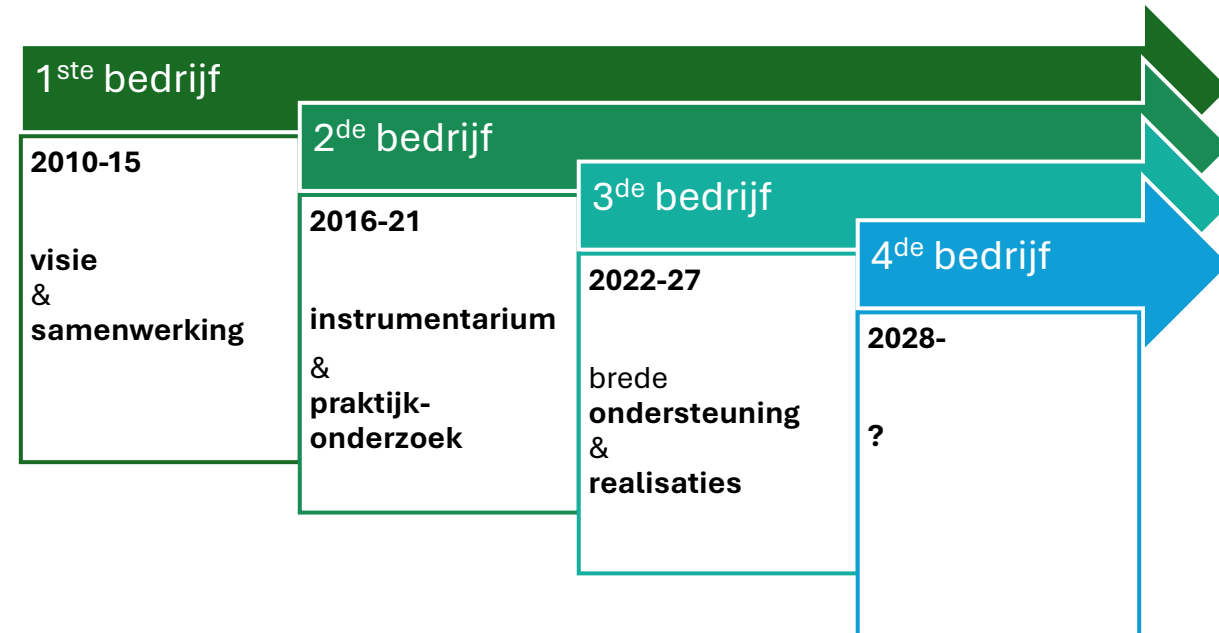 1ste bedrijf
2010-15
visie
&
samenwerking
2de bedrijf
2016-21
instrumentarium
&
praktijk-
onderzoek
3de bedrijf
2022-27
brede
ondersteuning
&
realisaties
4de bedrijf
2028-
?